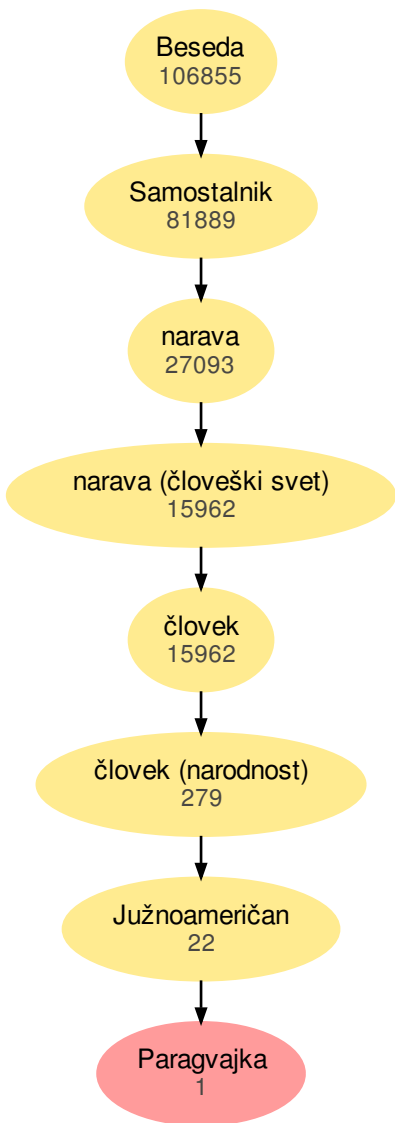 Beseda
106855
Samostalnik
81889
narava
27093
narava (človeški svet)
15962
človek
15962
človek (narodnost)
279
Južnoameričan
22
Paragvajka
1